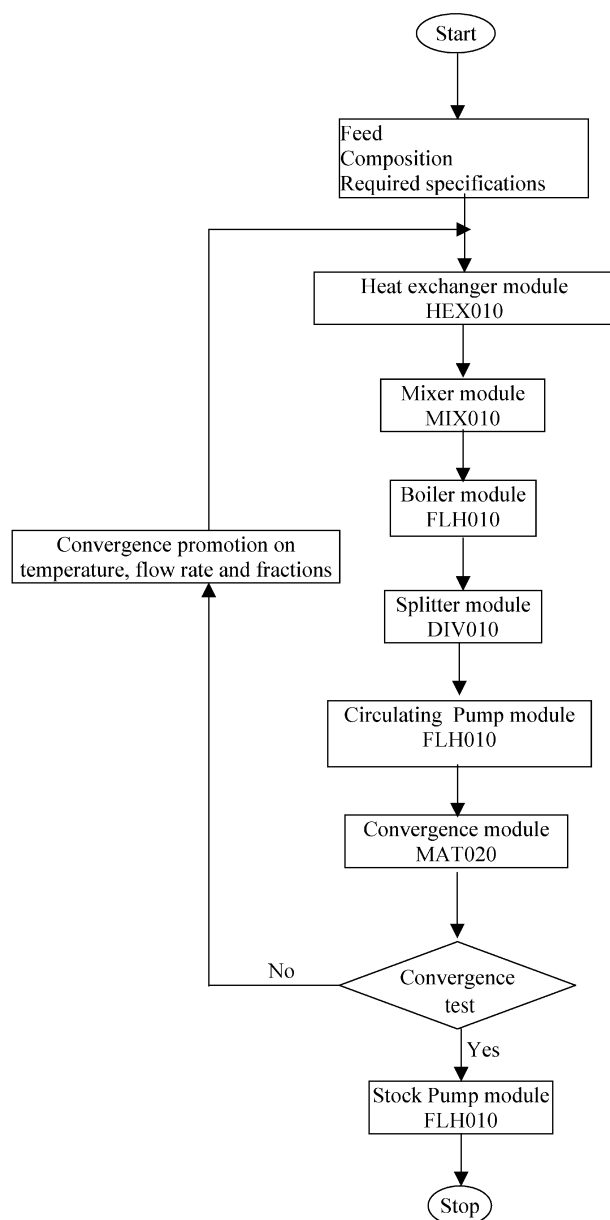 Start
Feed
Composition
Required specifications
Heat exchanger module
HEX010
Mixer module
MIX010
Boiler module
FLH010
Convergence promotion on
temperature, flow rate and fractions
Splitter module
DIV010
Circulating Pump module
FLH010
Convergence module
MAT020
No
Convergence
test
Yes
Stock Pump module
FLH010
Stop